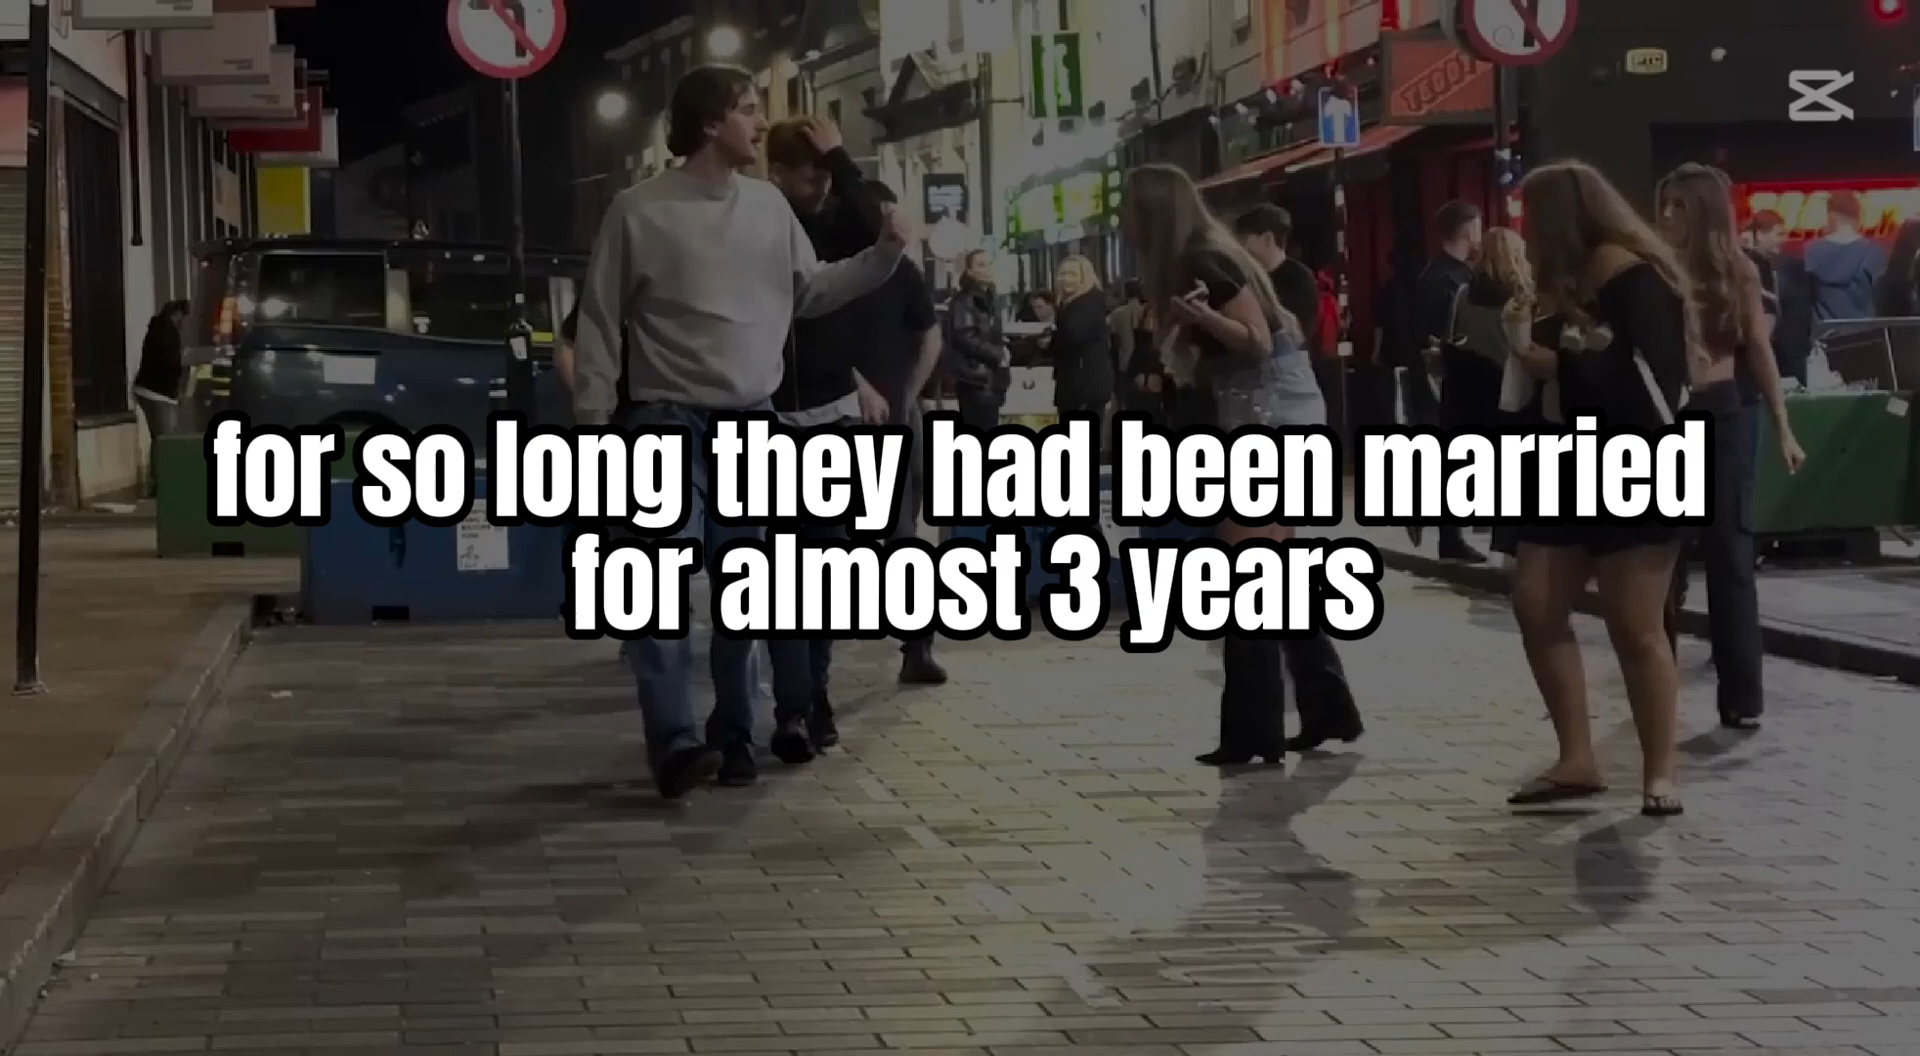 for so long they had been married
for almost 3 years